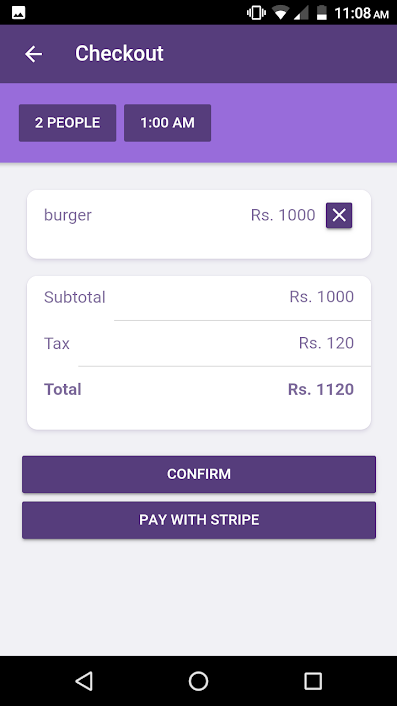 11:08 AM
Checkout
2 PEOPLE 1:00 AM
burger Rs. 1000
Subtotal Rs. 1000
Tax Rs. 120
Total Rs. 1120
CONFIRM
PAY WITH STRIPE